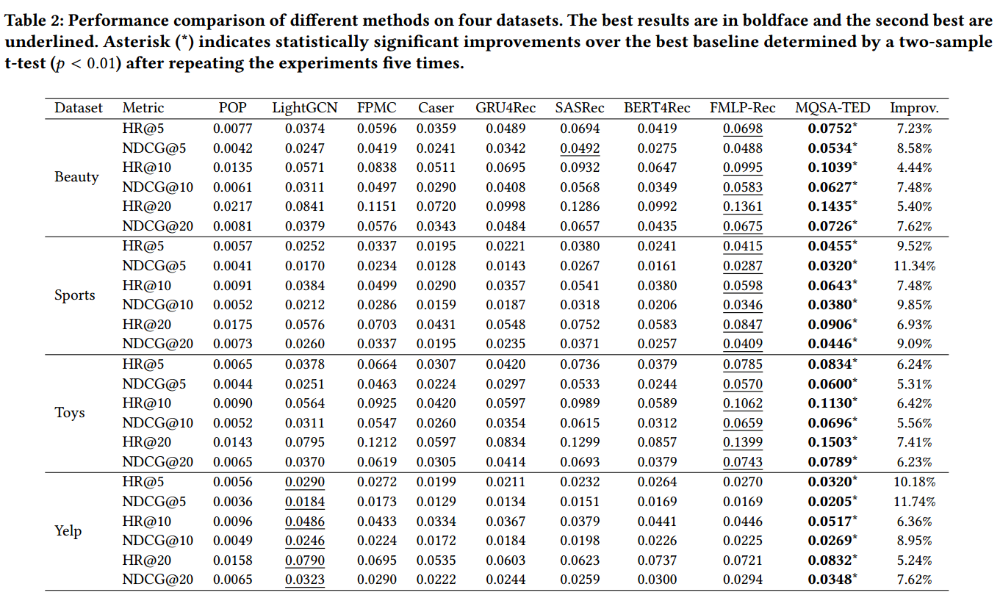 Table 2: Performance comparison of different methods on four datasets. The best results are in boldface and the second best are
underlined. Asterisk (*) indicates statistically significant improvements over the best baseline determined by a two-sample
t-test (p < 0.01) after repeating the experiments five times.
Dataset Metric POP LightGCN FPMC Caser GRU4Rec SASRec BERT4Rec FMLP-Rec MQSA-TED Improv.
HR@5 0.0077 0.0374 0.0596 0.0359 0.0489 0.0694 0.0419 0.0698 0.0752* 7.23%
NDCG@5 0.0042 0.0247 0.0419 0.0241 0.0342 0.0492 0.0275 0.0488 0.0534* 8.58%
HR@10 0.0135 0.0571 0.0838 0.0511 0.0695 0.0932 0.0647 0.0995 0.1039* 4.44%
Beauty
NDCG@10 0.0061 0.0311 0.0497 0.0290 0.0408 0.0568 0.0349 0.0583 0.0627* 7.48%
HR@20 0.0217 0.0841 0.1151 0.0720 0.0998 0.1286 0.0992 0.1361 0.1435* 5.40%
NDCG@20 0.0081 0.0379 0.0576 0.0343 0.0484 0.0657 0.0435 0.0675 0.0726* 7.62%
HR@5 0.0057 0.0252 0.0337 0.0195 0.0221 0.0380 0.0241 0.0415 0.0455* 9.52%
NDCG@5 0.0041 0.0170 0.0234 0.0128 0.0143 0.0267 0.0161 0.0287 0.0320* 11.34%
HR@10 0.0091 0.0384 0.0499 0.0290 0.0357 0.0541 0.0380 0.0598 0.0643* 7.48%
Sports
NDCG@10 0.0052 0.0212 0.0286 0.0159 0.0187 0.0318 0.0206 0.0346 0.0380* 9.85%
HR@20 0.0175 0.0576 0.0703 0.0431 0.0548 0.0752 0.0583 0.0847 0.0906* 6.93%
NDCG@20 0.0073 0.0260 0.0337 0.0195 0.0235 0.0371 0.0257 0.0409 0.0446* 9.09%
HR@5 0.0065 0.0378 0.0664 0.0307 0.0420 0.0736 0.0379 0.0785 0.0834* 6.24%
NDCG@5 0.0044 0.0251 0.0463 0.0224 0.0297 0.0533 0.0244 0.0570 0.0600* 5.31%
HR@10 0.0090 0.0564 0.0925 0.0420 0.0597 0.0989 0.0589 0.1062 0.1130* 6.42%
Toys
NDCG@10 0.0052 0.0311 0.0547 0.0260 0.0354 0.0615 0.0312 0.0659 0.0696* 5.56%
HR@20 0.0143 0.0795 0.1212 0.0597 0.0834 0.1299 0.0857 0.1399 0.1503* 7.41%
NDCG@20 0.0065 0.0370 0.0619 0.0305 0.0414 0.0693 0.0379 0.0743 0.0789* 6.23%
HR@5 0.0056 0.0290 0.0272 0.0199 0.0211 0.0232 0.0264 0.0270 0.0320* 10.18%
NDCG@5 0.0036 0.0184 0.0173 0.0129 0.0134 0.0151 0.0169 0.0169 0.0205* 11.74%
HR@10 0.0096 0.0486 0.0433 0.0334 0.0367 0.0379 0.0441 0.0446 0.0517* 6.36%
Yelp
NDCG@10 0.0049 0.0246 0.0224 0.0172 0.0184 0.0198 0.0226 0.0225 0.0269* 8.95%
HR@20 0.0158 0.0790 0.0695 0.0535 0.0603 0.0623 0.0737 0.0721 0.0832* 5.24%
NDCG@20 0.0065 0.0323 0.0290 0.0222 0.0244 0.0259 0.0300 0.0294 0.0348* 7.62%